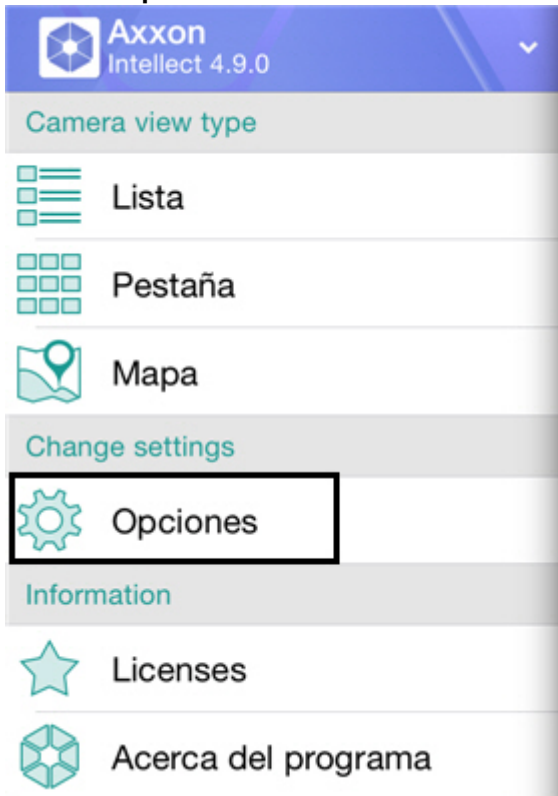 Axxon
Intellect 4.9.0
Camera view type
Lista
Pestaña
Mapa
Change settings
Opciones
Information
Licenses
Acerca del programa